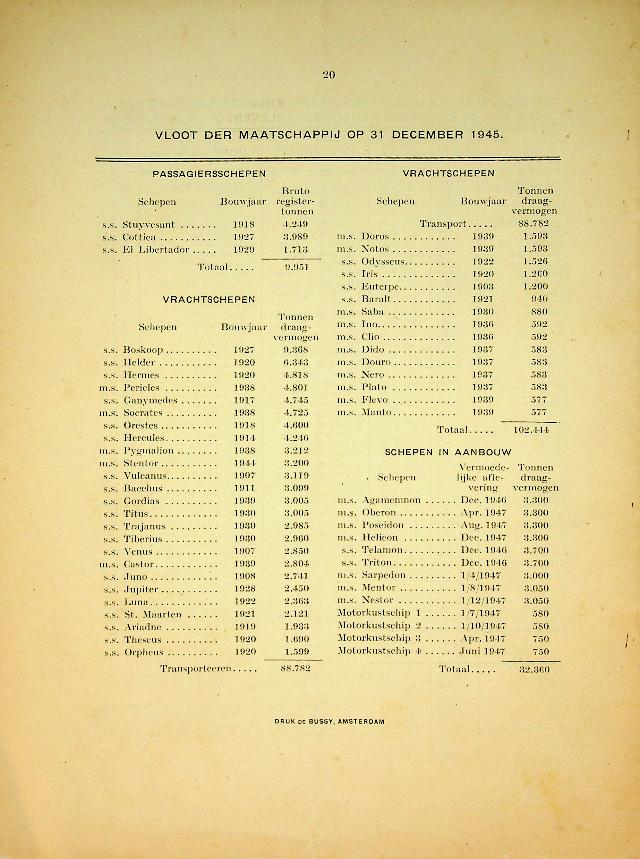 20
VLOOT DER MAATSCHAPPIJ OP 31 DECEMBER 1945.
PASSAGIERSSCHEPEN
Schepen Bouwjaar Bruto register-tonnen
s.s. Stuyvesant ....... 1918 4.249
s.s. Cottica .......... 1927 3.989
s.s. El Libertador ..... 1929 1.713
Totaal..... 9.951
VRACHTSCHEPEN
Schepen Bouwjaar Tonnen draag-vermogen
s.s. Boskoop .......... 1927 9.368
s.s. Helder .......... 1920 6.343
s.s. Hermes .......... 1920 4.818
m.s. Pericles .......... 1938 4.801
s.s. Ganymedes ....... 1917 4.745
m.s. Socrates .......... 1938 4.725
s.s. Orestes .......... 1918 4.600
s.s. Hercules.......... 1914 4.246
m.s. Pygmalion ........ 1938 3.212
m.s. Stentor .......... 1944 3.200
s.s. Vulcanus.......... 1907 3.119
s.s. Bacchus .......... 1911 3.099
s.s. Gordias .......... 1939 3.005
s.s. Titus............ 1930 3.005
s.s. Trajanus .......... 1930 2.985
s.s. Tiberius .......... 1930 2.960
s.s. Venus ............ 1907 2.850
m.s. Castor............ 1939 2.804
s.s. Juno ............ 1908 2.741
s.s. Jupiter .......... 1928 2.450
s.s. Luna............ 1922 2.363
s.s. St. Maarten ...... 1921 2.121
s.s. Ariadne .......... 1919 1.933
s.s. Theseus .......... 1920 1.690
s.s. Orpheus .......... 1920 1.599
Transporteeren..... 88.782
VRACHTSCHEPEN
Schepen Bouwjaar Tonnen draag-vermogen
Transport..... 88.782
m.s. Doros ............ 1939 1.593
m.s. Notos ............ 1939 1.593
s.s. Odysseus.......... 1922 1.526
s.s. Iris ............ 1920 1.200
s.s. Euterpe.......... 1903 1.200
s.s. Baralt .......... 1921 940
m.s. Saba ............ 1930 880
m.s. Ino.............. 1936 592
m.s. Clio ............ 1936 592
m.s. Dido ............ 1937 583
m.s. Douro ............ 1937 583
m.s. Nero ............ 1937 583
m.s. Plato ............ 1937 583
m.s. Flevo ............ 1939 577
m.s. Manto............ 1939 577
Totaal..... 102.444
SCHEPEN IN AANBOUW
Schepen Vermoede-lijke afle-vering Tonnen draag-vermogen
m.s. Agamemnon ...... Dec. 1946 3.300
m.s. Oberon .......... Apr. 1947 3.300
m.s. Poseidon ........ Aug. 1947 3.300
m.s. Helicon .......... Dec. 1947 3.300
s.s. Telamon.......... Dec. 1946 3.700
s.s. Triton............ Dec. 1946 3.700
m.s. Sarpedon ........ 1/4/1947 3.000
m.s. Mentor .......... 1/8/1947 3.050
m.s. Nestor .......... 1/12/1947 3.050
Motorkustschip 1 ...... 1/7/1947 580
Motorkustschip 2 ...... 1/10/1947 580
Motorkustschip 3 ...... Apr. 1947 750
Motorkustschip 4 ...... Juni 1947 750
Totaal..... 32.360
DRUK DE BUSSY, AMSTERDAM